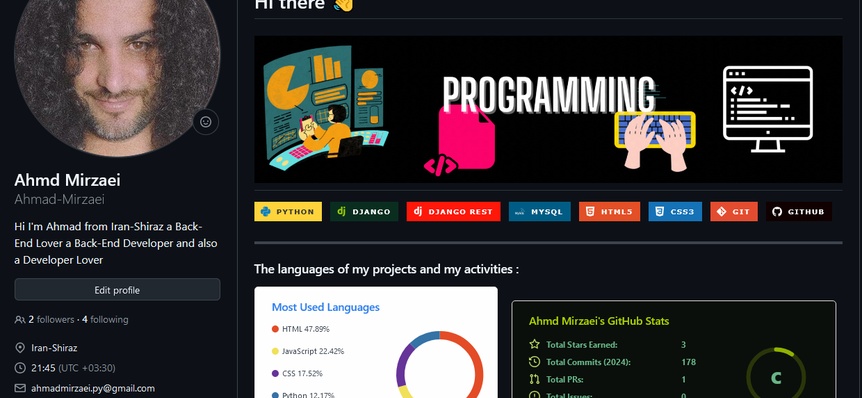 Hi there 👋
PROGRAMMING
</>
</>
Ahmd Mirzaei
Ahmad-Mirzaei
Hi I'm Ahmad from Iran-Shiraz a Back-
End Lover a Back-End Developer and also
a Developer Lover
Edit profile
2 followers · 4 following
Iran-Shiraz
21:45 (UTC +03:30)
ahmadmirzaei.py@gmail.com
PYTHON
dj DJANGO
dj DJANGO REST
MYSQL
HTML5
CSS3
GIT
GITHUB
The languages of my projects and my activities :
Most Used Languages
HTML 47.89%
JavaScript 22.42%
CSS 17.52%
Python 12.17%
Ahmd Mirzaei's GitHub Stats
Total Stars Earned: 3
Total Commits (2024): 178
Total PRs: 1
Total Issues: 0
C